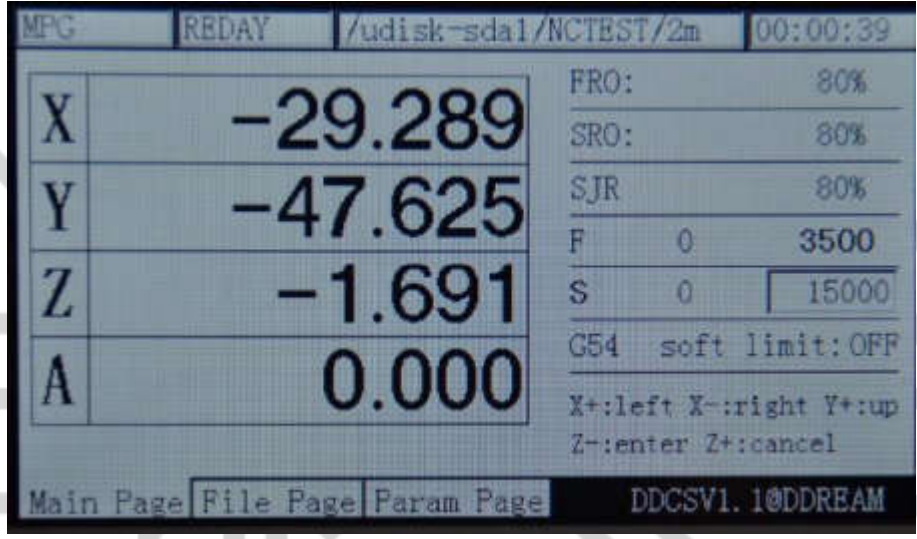 MPG REDAY /udisk-sda1/NCTEST/2m 00:00:39
X -29.289
Y -47.625
Z -1.691
A 0.000
FRO: 80%
SRO: 80%
SJR 80%
F 0 3500
S 0 15000
G54 soft limit:OFF
X+:left X-:right Y+:up
Z-:enter Z+:cancel
Main Page File Page Param Page DDCSV1.1@DDREAM